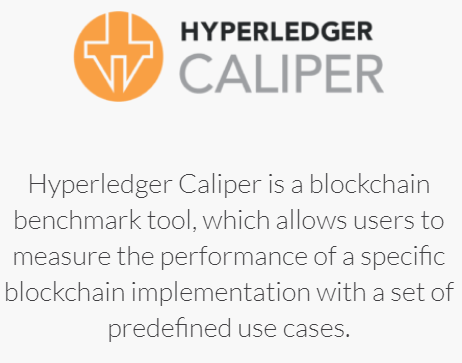 HYPERLEDGER
CALIPER
Hyperledger Caliper is a blockchain
benchmark tool, which allows users to
measure the performance of a specific
blockchain implementation with a set of
predefined use cases.